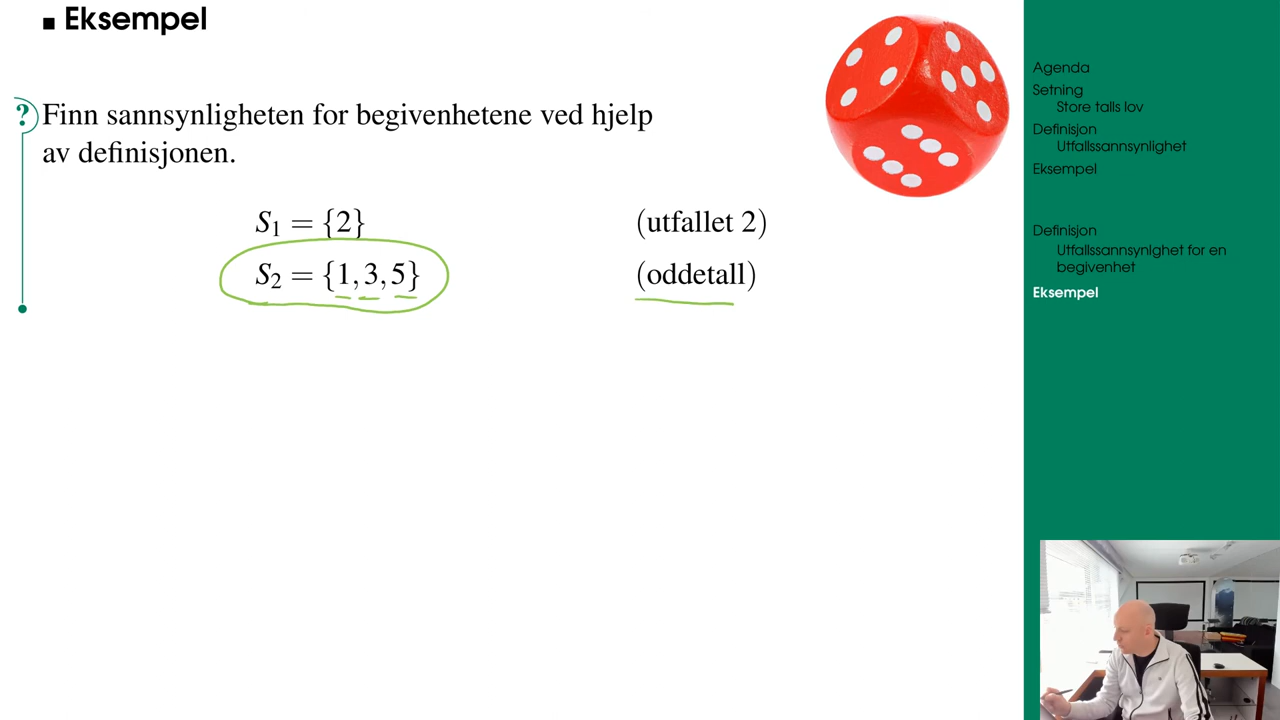 Eksempel
? Finn sannsynligheten for begivenhetene ved hjelp
av definisjonen.
S₁ = {2} (utfallet 2)
S₂ = {1, 3, 5} (oddetall)
Agenda
Setning
Store talls lov
Definisjon
Utfallssannsynlighet
Eksempel
Definisjon
Utfallssannsynlghet for en
begivenhet
Eksempel